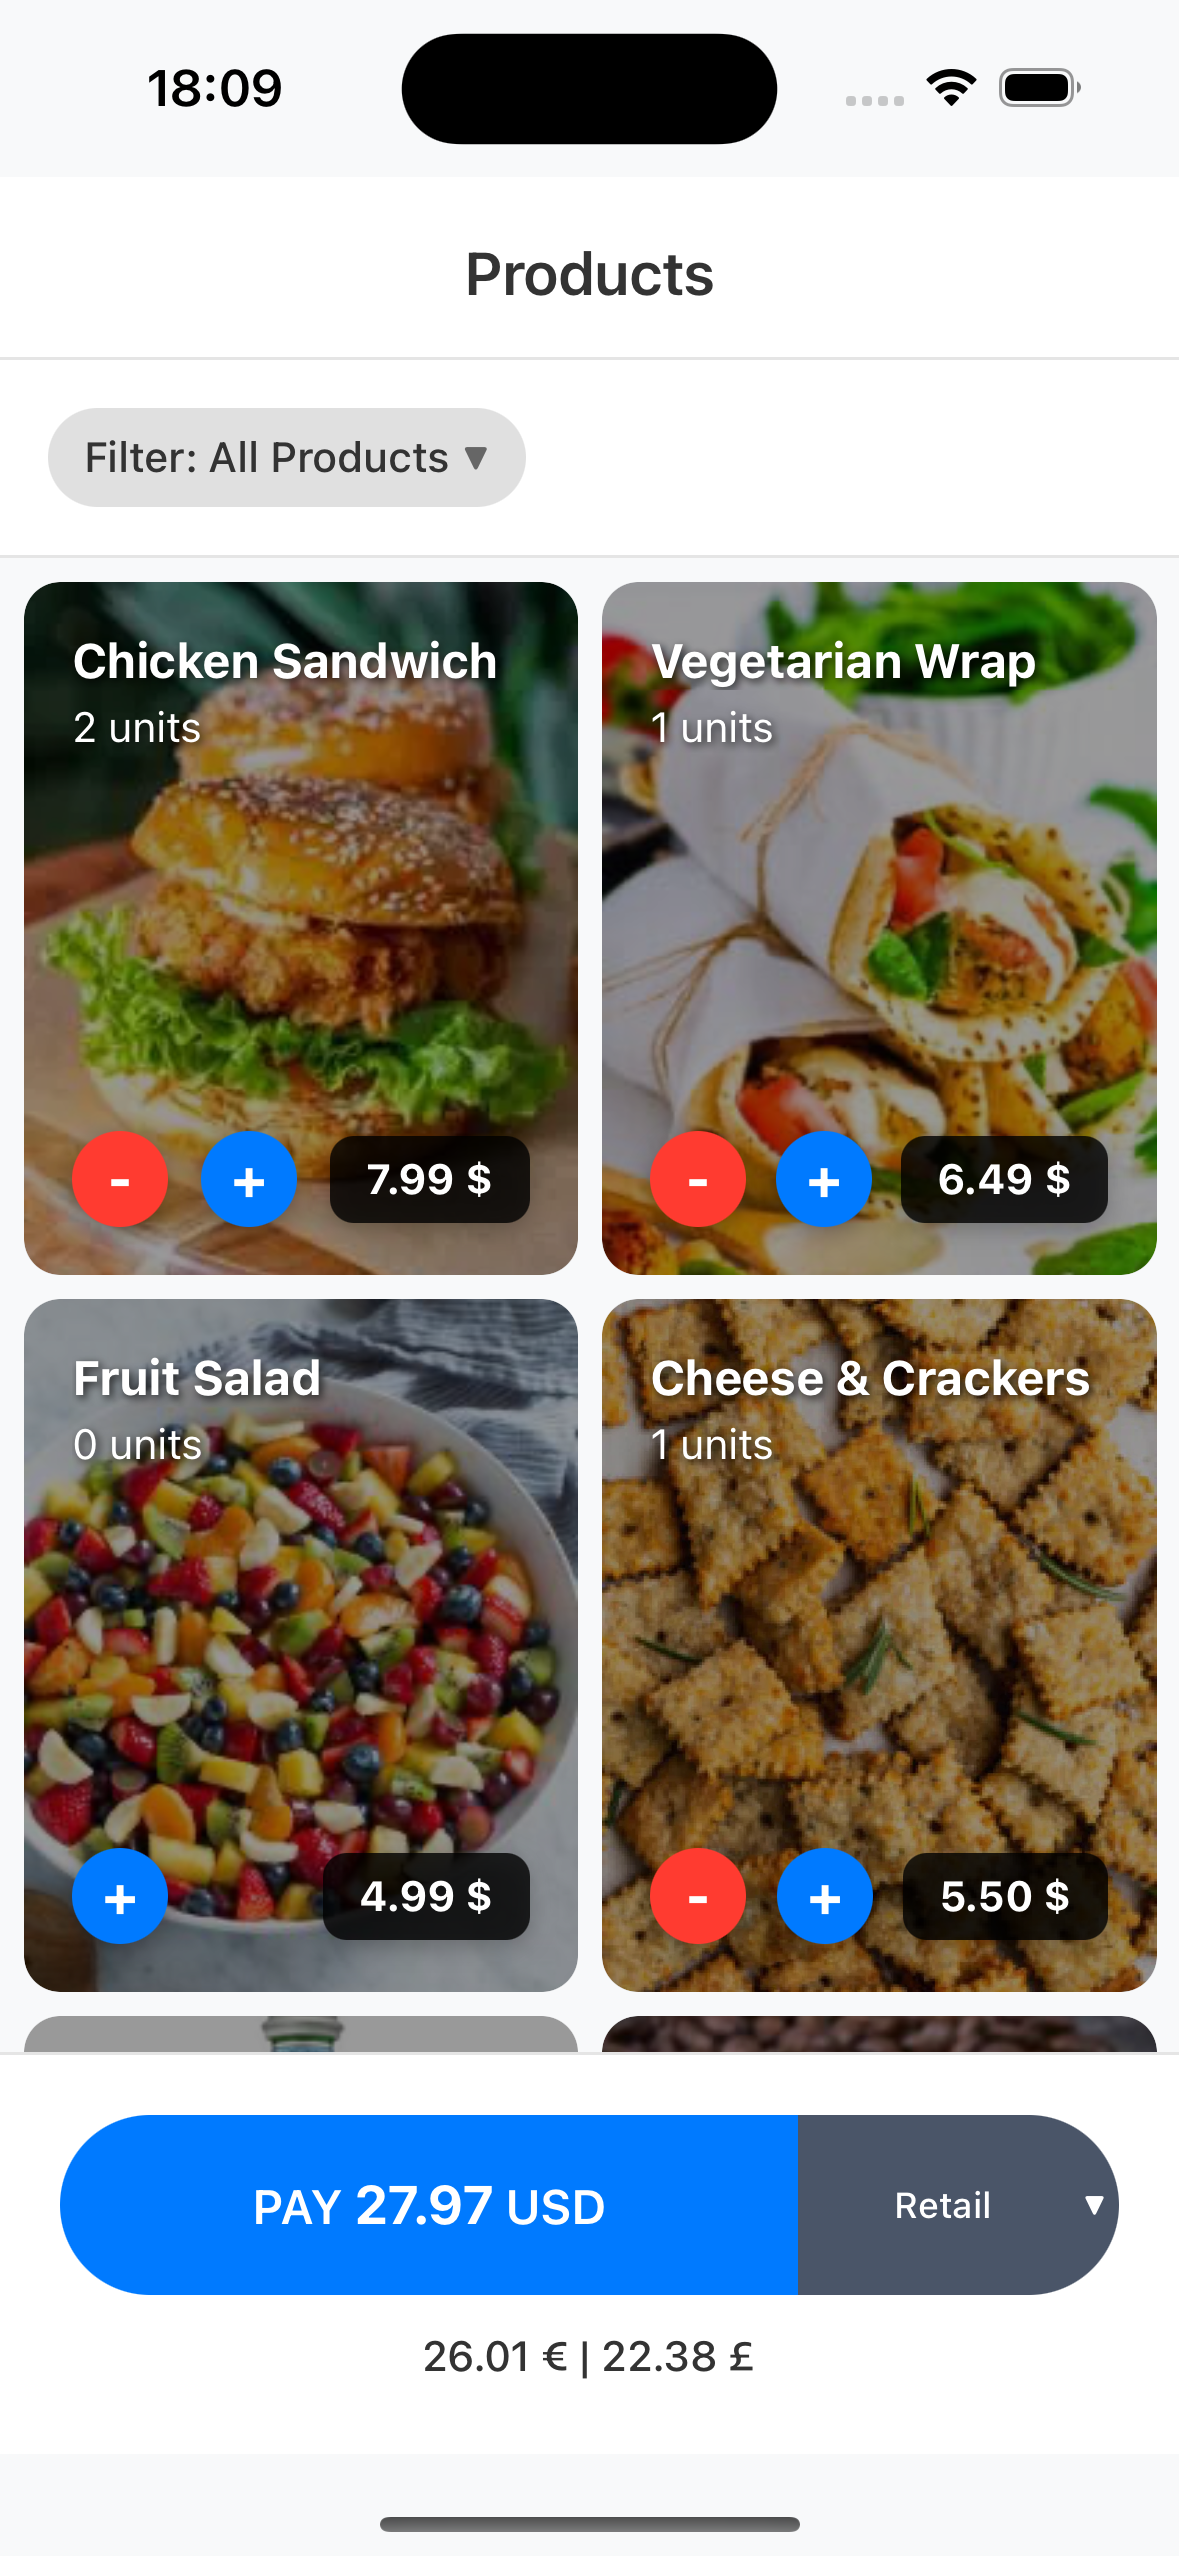 18:09
Products
Filter: All Products ▼
Chicken Sandwich
2 units
- + 7.99 $
Vegetarian Wrap
1 units
- + 6.49 $
Fruit Salad
0 units
+ 4.99 $
Cheese & Crackers
1 units
- + 5.50 $
PAY 27.97 USD
Retail ▼
26.01 € | 22.38 £